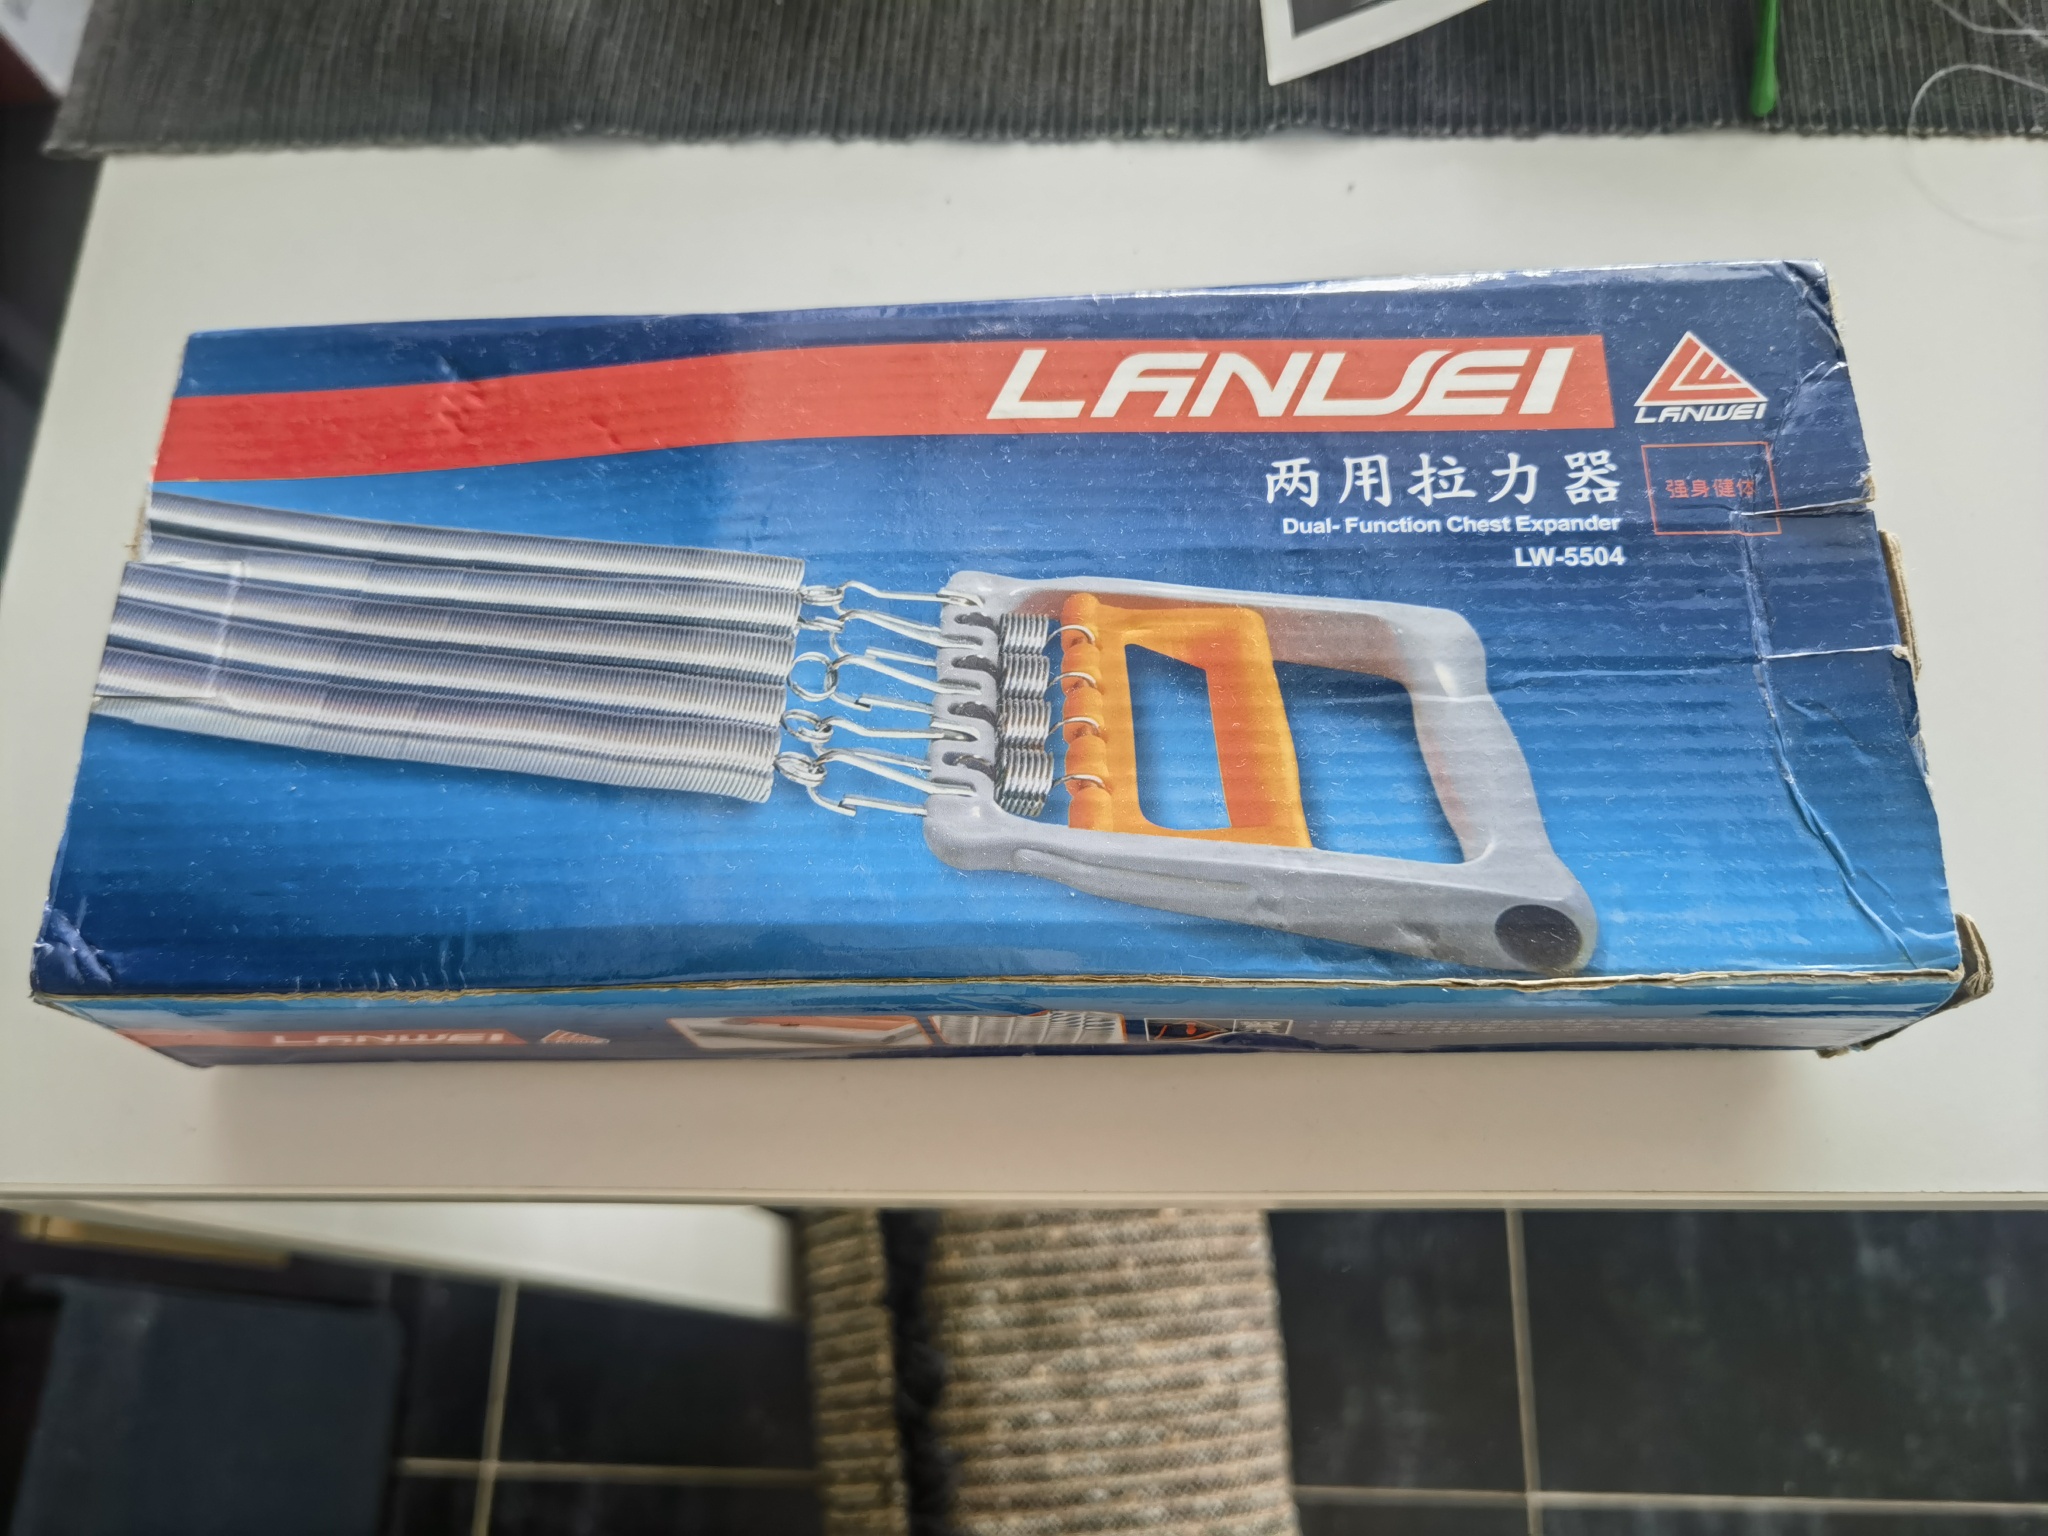 LANWEI
LANWEI
两用拉力器
强身健体
Dual- Function Chest Expander
LW-5504
LANWEI